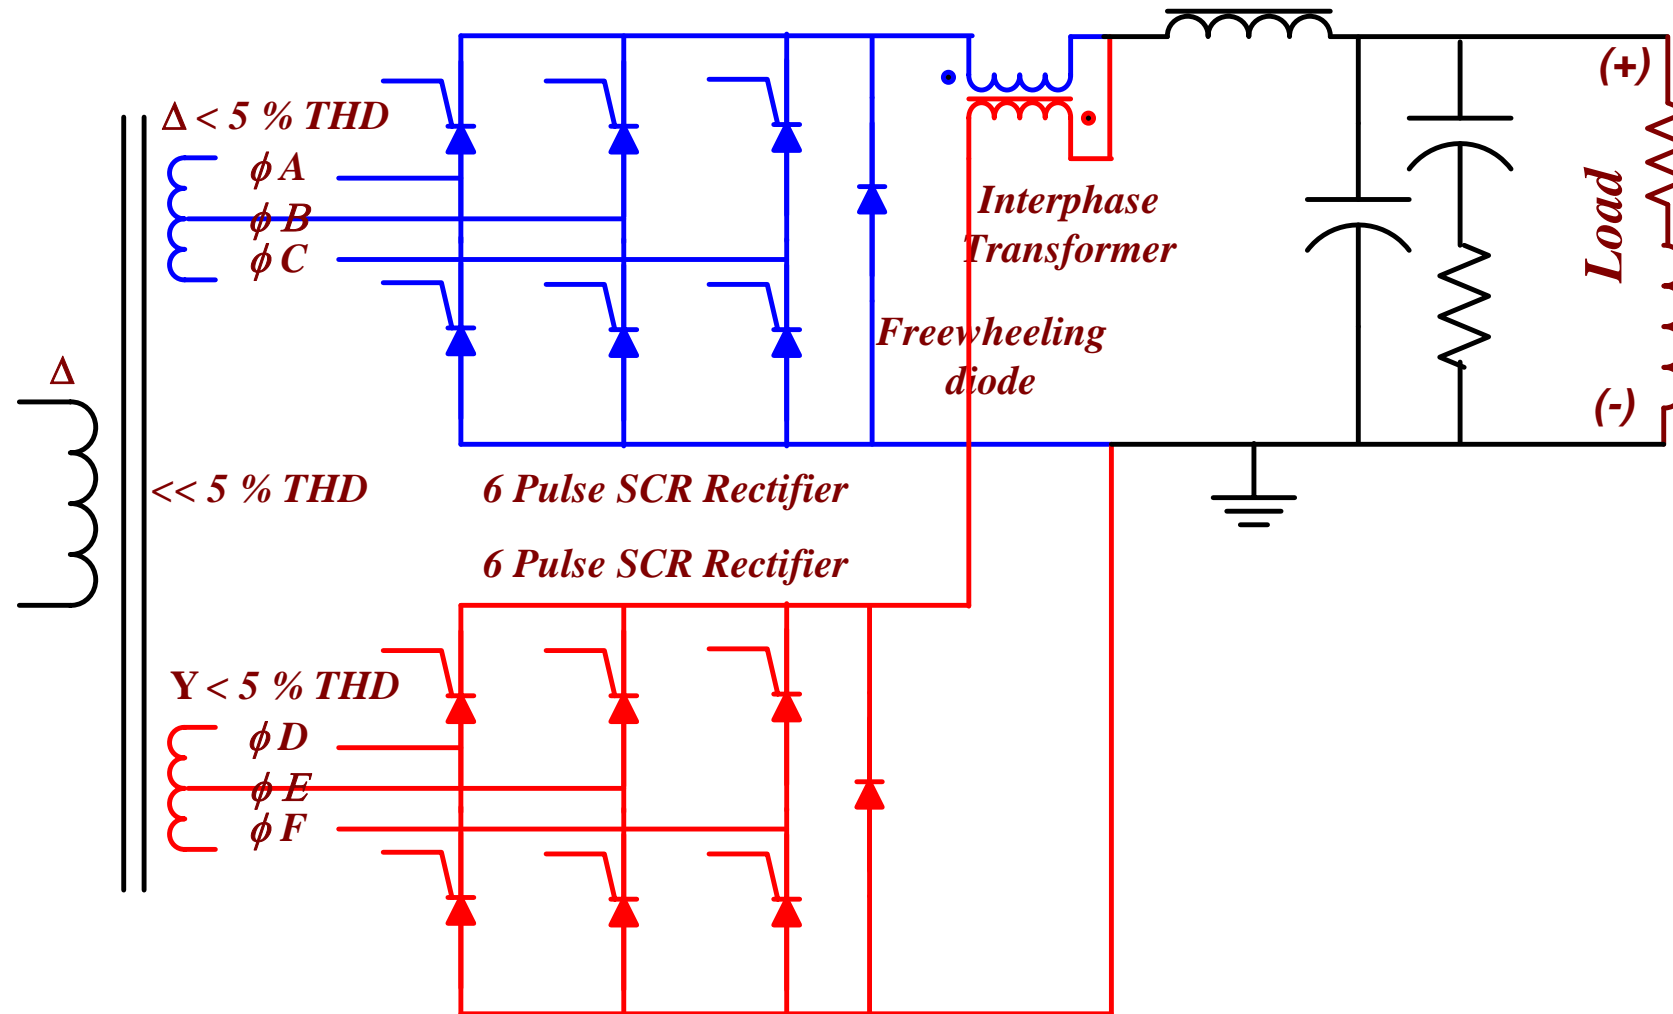 Δ < 5 % THD
ϕ A
ϕ B
ϕ C
(+)
Load
(-)
Interphase
Transformer
Freewheeling
diode
Δ
<< 5 % THD
6 Pulse SCR Rectifier
6 Pulse SCR Rectifier
Y < 5 % THD
ϕ D
ϕ E
ϕ F